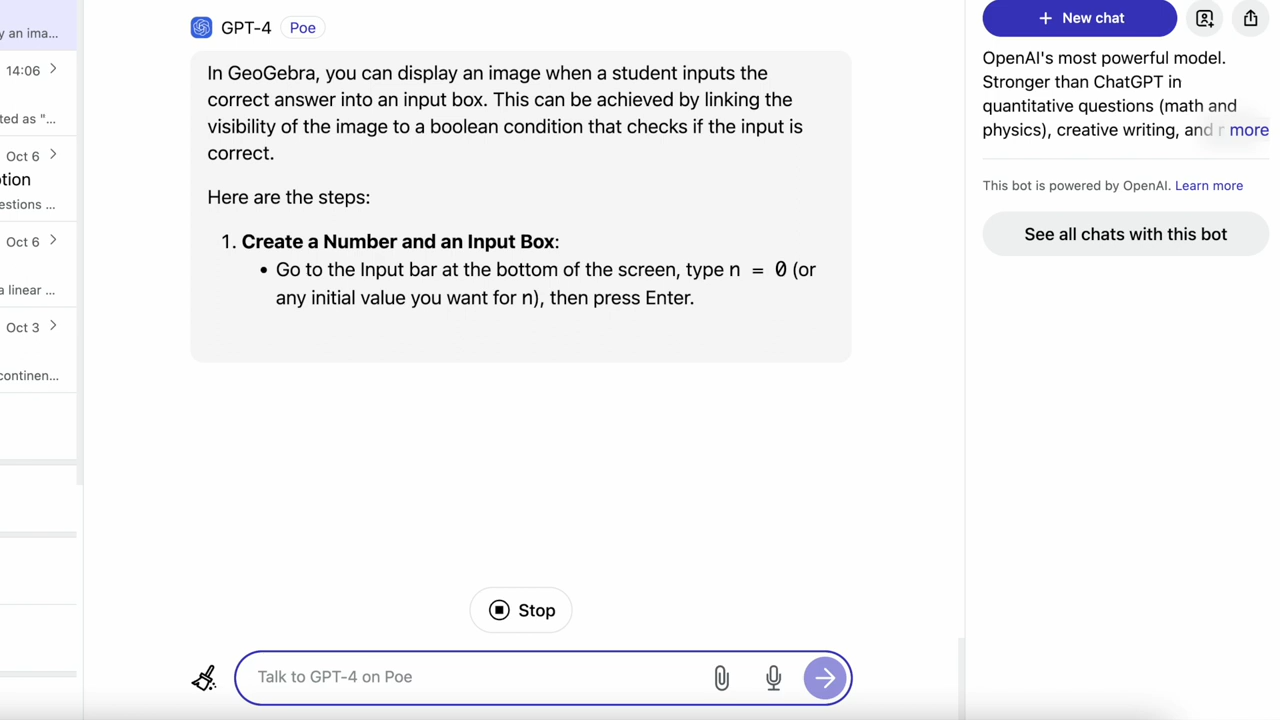 y an ima...
14:06
ted as "...
Oct 6
tion
estions ...
Oct 6
a linear ...
Oct 3
continen...
GPT-4 Poe
In GeoGebra, you can display an image when a student inputs the
correct answer into an input box. This can be achieved by linking the
visibility of the image to a boolean condition that checks if the input is
correct.
Here are the steps:
1. Create a Number and an Input Box:
• Go to the Input bar at the bottom of the screen, type n = 0 (or
any initial value you want for n), then press Enter.
Stop
Talk to GPT-4 on Poe
+ New chat
OpenAI's most powerful model.
Stronger than ChatGPT in
quantitative questions (math and
physics), creative writing, and r more
This bot is powered by OpenAI. Learn more
See all chats with this bot